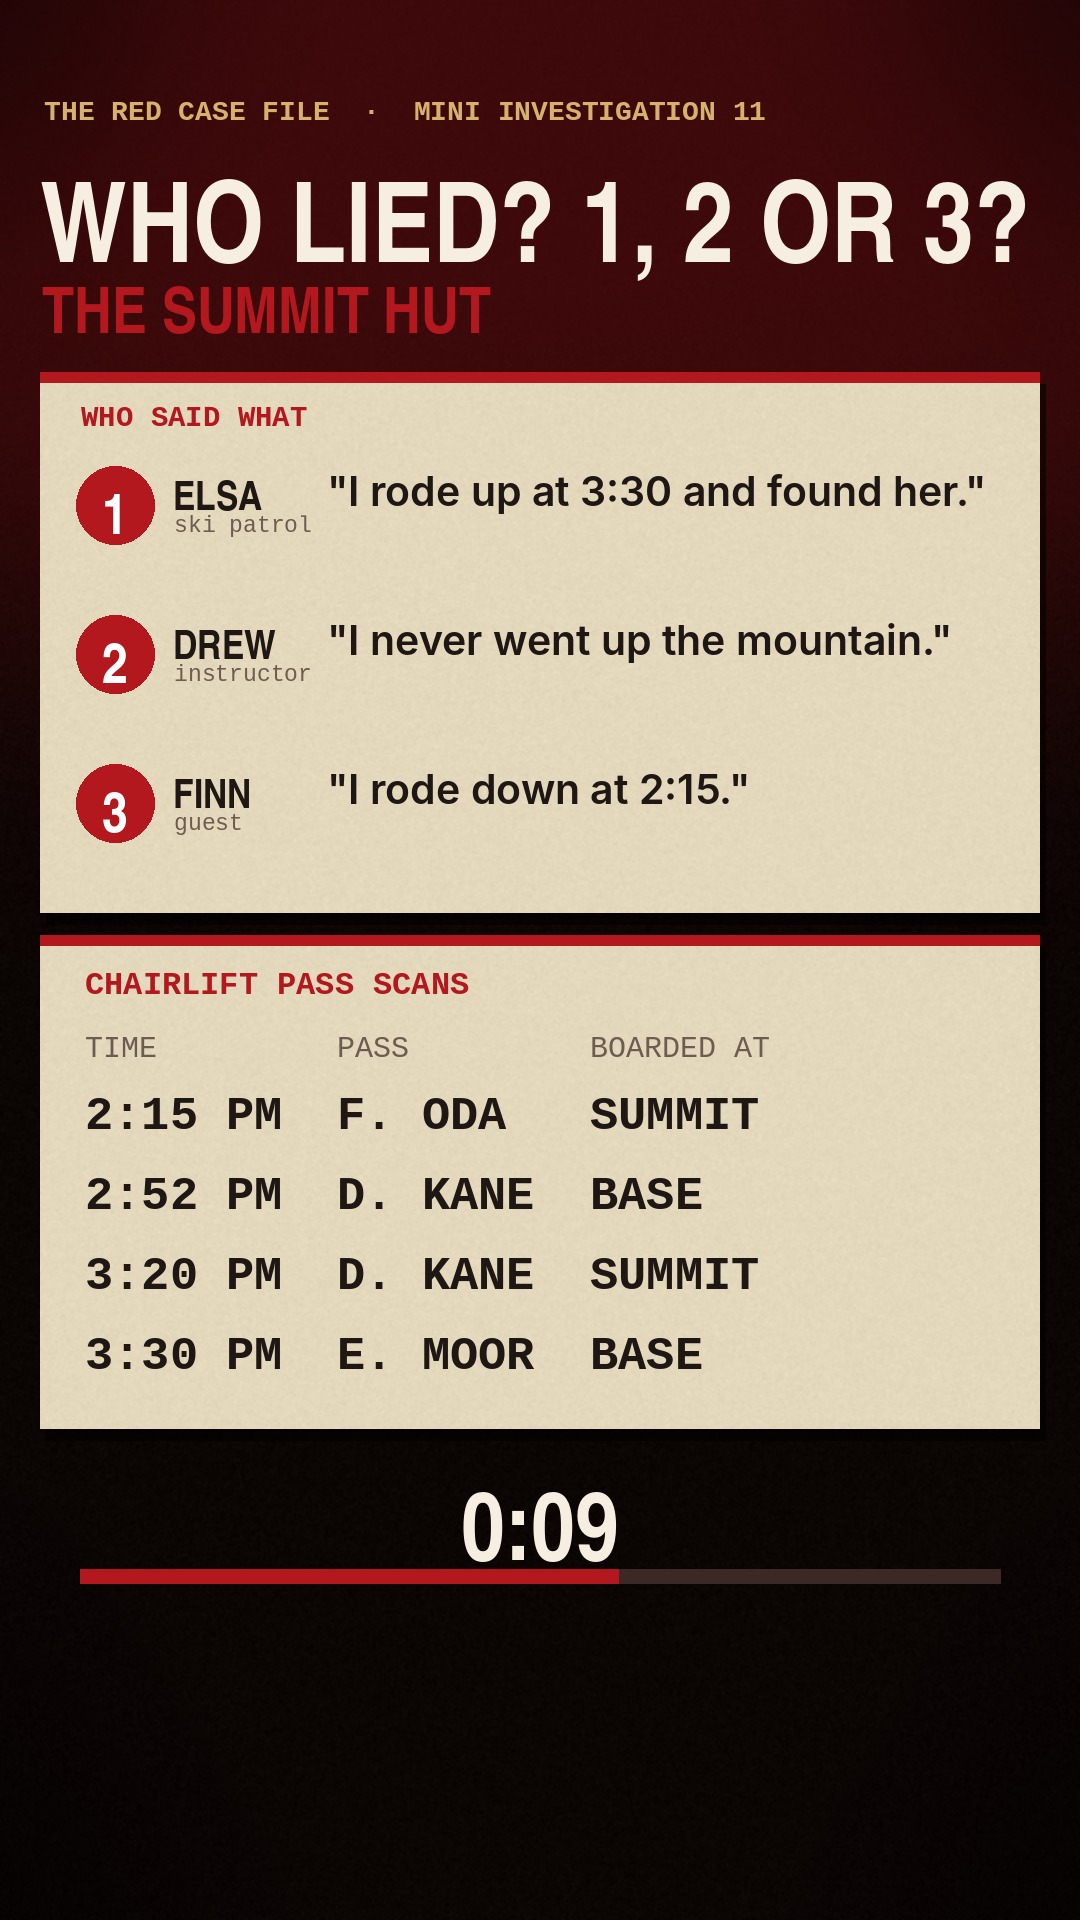 THE RED CASE FILE · MINI INVESTIGATION 11
WHO LIED? 1, 2 OR 3?
THE SUMMIT HUT
WHO SAID WHAT
1 ELSA "I rode up at 3:30 and found her."
ski patrol
2 DREW "I never went up the mountain."
instructor
3 FINN "I rode down at 2:15."
guest
CHAIRLIFT PASS SCANS
TIME PASS BOARDED AT
2:15 PM F. ODA SUMMIT
2:52 PM D. KANE BASE
3:20 PM D. KANE SUMMIT
3:30 PM E. MOOR BASE
0:09